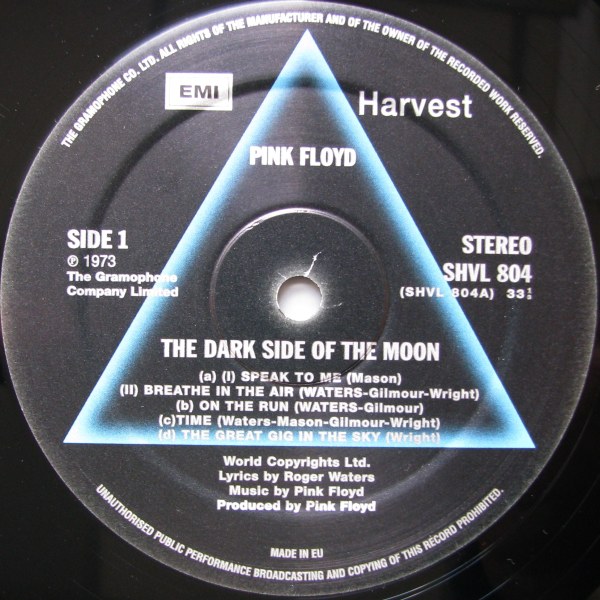 THE GRAMOPHONE CO. LTD. ALL RIGHTS OF THE MANUFACTURER AND OF THE OWNER OF THE RECORDED WORK RESERVED.
EMI
Harvest
PINK FLOYD
SIDE 1
℗ 1973
The Gramophone
Company Limited
STEREO
SHVL 804
(SHVL 804A) 33⅓
THE DARK SIDE OF THE MOON
(a) (I) SPEAK TO ME (Mason)
(II) BREATHE IN THE AIR (WATERS-Gilmour-Wright)
(b) ON THE RUN (WATERS-Gilmour)
(c)TIME (Waters-Mason-Gilmour-Wright)
(d) THE GREAT GIG IN THE SKY (Wright)
World Copyrights Ltd.
Lyrics by Roger Waters
Music by Pink Floyd
Produced by Pink Floyd
MADE IN EU
UNAUTHORISED PUBLIC PERFORMANCE BROADCASTING AND COPYING OF THIS RECORD PROHIBITED.